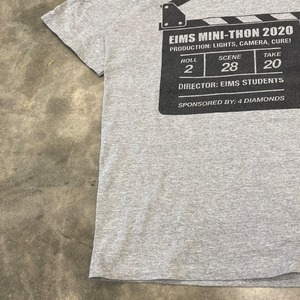 EIMS MINI-THON 2020
PRODUCTION: LIGHTS, CAMERA, CURE!
ROLL SCENE TAKE
2 28 20
DIRECTOR: EIMS STUDENTS
SPONSORED BY: 4 DIAMONDS